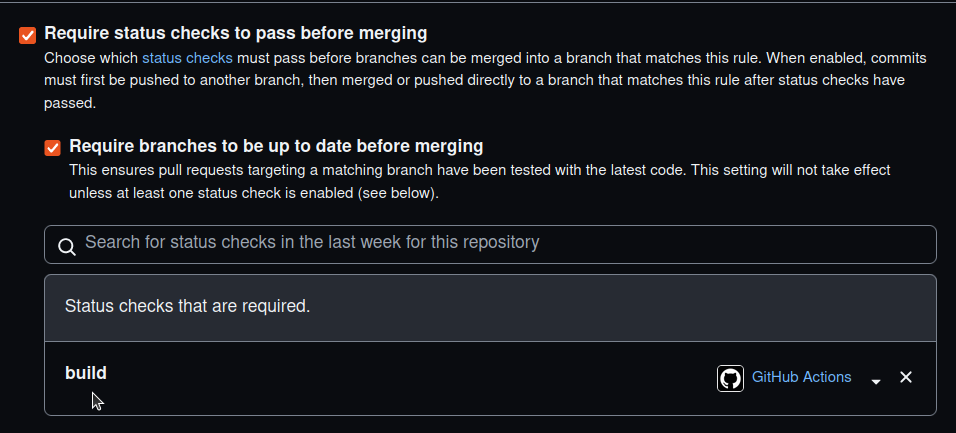 Require status checks to pass before merging
Choose which status checks must pass before branches can be merged into a branch that matches this rule. When enabled, commits
must first be pushed to another branch, then merged or pushed directly to a branch that matches this rule after status checks have
passed.
Require branches to be up to date before merging
This ensures pull requests targeting a matching branch have been tested with the latest code. This setting will not take effect
unless at least one status check is enabled (see below).
Search for status checks in the last week for this repository
Status checks that are required.
build
GitHub Actions